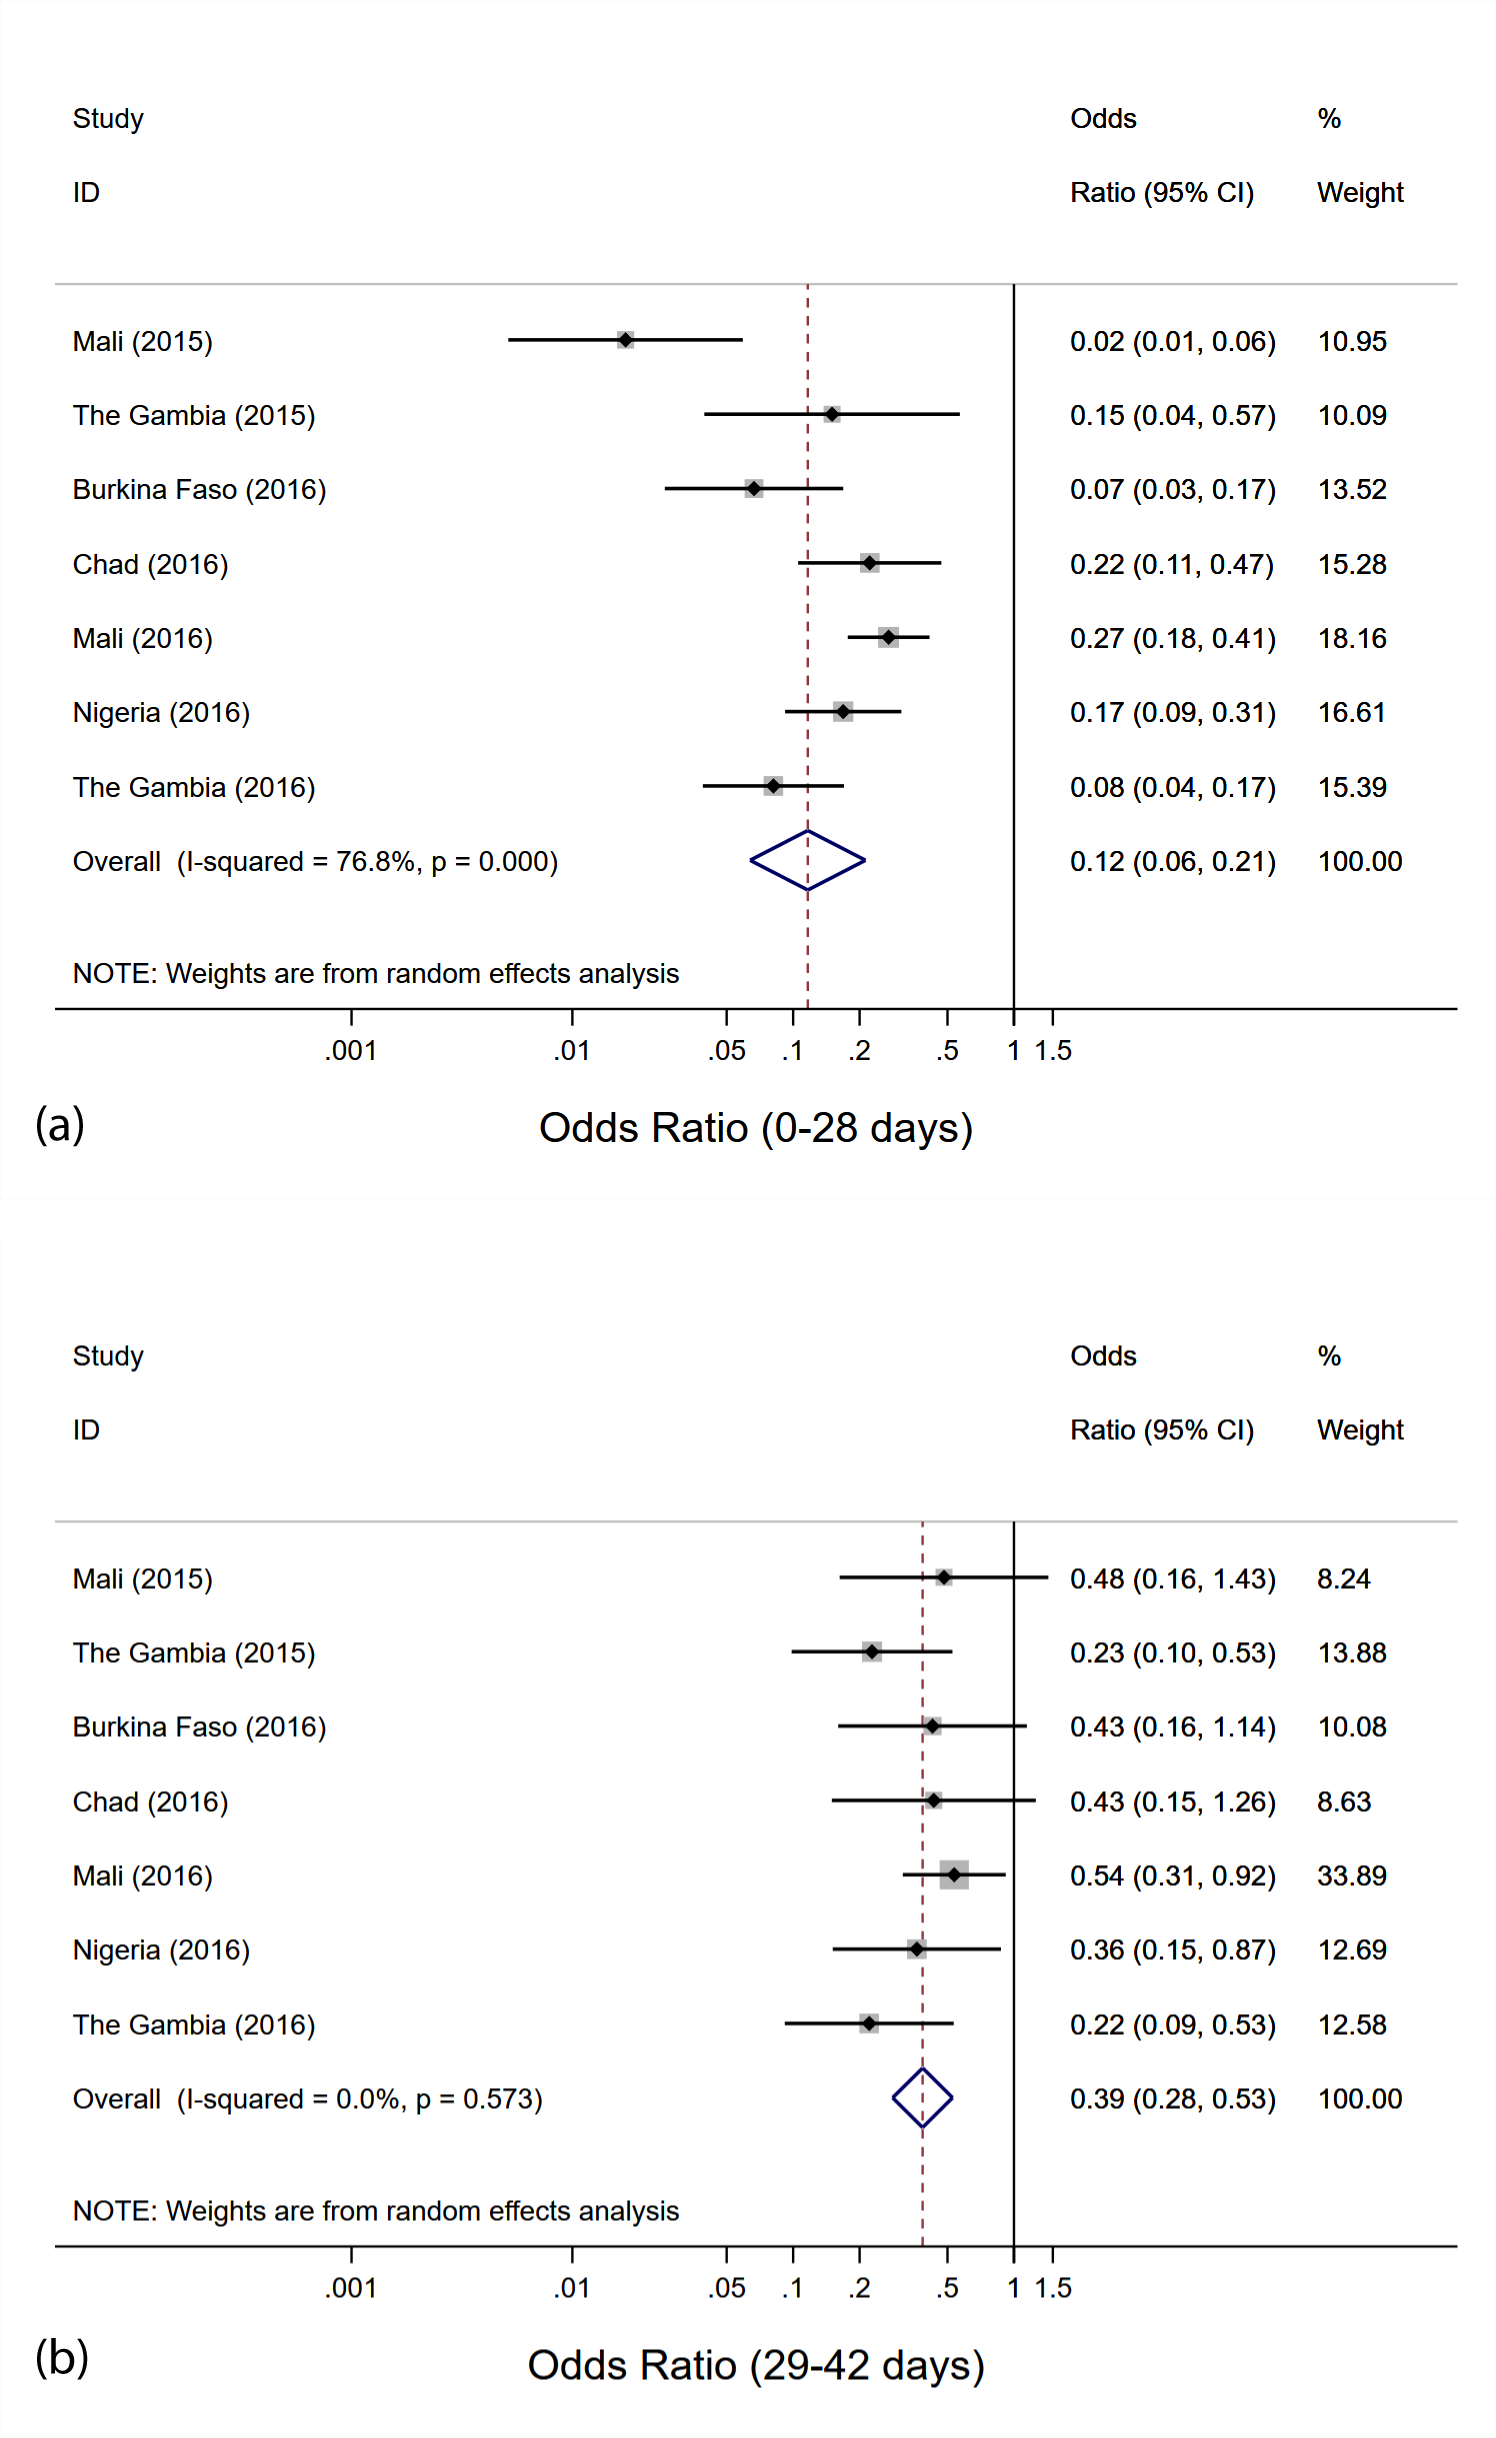 Study Odds %
ID Ratio (95% CI) Weight
Mali (2015) 0.02 (0.01, 0.06) 10.95
The Gambia (2015) 0.15 (0.04, 0.57) 10.09
Burkina Faso (2016) 0.07 (0.03, 0.17) 13.52
Chad (2016) 0.22 (0.11, 0.47) 15.28
Mali (2016) 0.27 (0.18, 0.41) 18.16
Nigeria (2016) 0.17 (0.09, 0.31) 16.61
The Gambia (2016) 0.08 (0.04, 0.17) 15.39
Overall (I-squared = 76.8%, p = 0.000) 0.12 (0.06, 0.21) 100.00
NOTE: Weights are from random effects analysis
.001 .01 .05 .1 .2 .5 1 1.5
(a) Odds Ratio (0-28 days)
Study Odds %
ID Ratio (95% CI) Weight
Mali (2015) 0.48 (0.16, 1.43) 8.24
The Gambia (2015) 0.23 (0.10, 0.53) 13.88
Burkina Faso (2016) 0.43 (0.16, 1.14) 10.08
Chad (2016) 0.43 (0.15, 1.26) 8.63
Mali (2016) 0.54 (0.31, 0.92) 33.89
Nigeria (2016) 0.36 (0.15, 0.87) 12.69
The Gambia (2016) 0.22 (0.09, 0.53) 12.58
Overall (I-squared = 0.0%, p = 0.573) 0.39 (0.28, 0.53) 100.00
NOTE: Weights are from random effects analysis
.001 .01 .05 .1 .2 .5 1 1.5
(b) Odds Ratio (29-42 days)